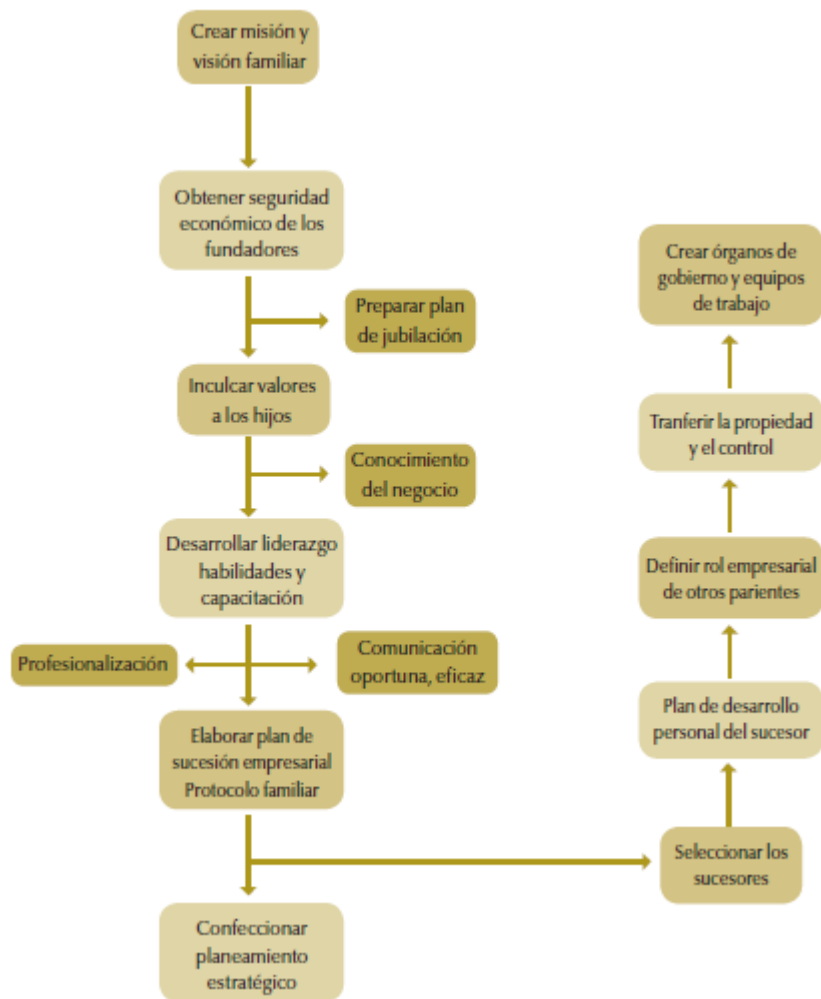 Crear misión y
visión familiar
Obtener seguridad
económico de los
fundadores
Preparar plan
de jubilación
Inculcar valores
a los hijos
Conocimiento
del negocio
Desarrollar liderazgo
habilidades y
capacitación
Profesionalización
Comunicación
oportuna, eficaz
Elaborar plan de
sucesión empresarial
Protocolo familiar
Confeccionar
planeamiento
estratégico
Seleccionar los
sucesores
Plan de desarrollo
personal del sucesor
Definir rol empresarial
de otros parientes
Tranferir la propiedad
y el control
Crear órganos de
gobierno y equipos
de trabajo